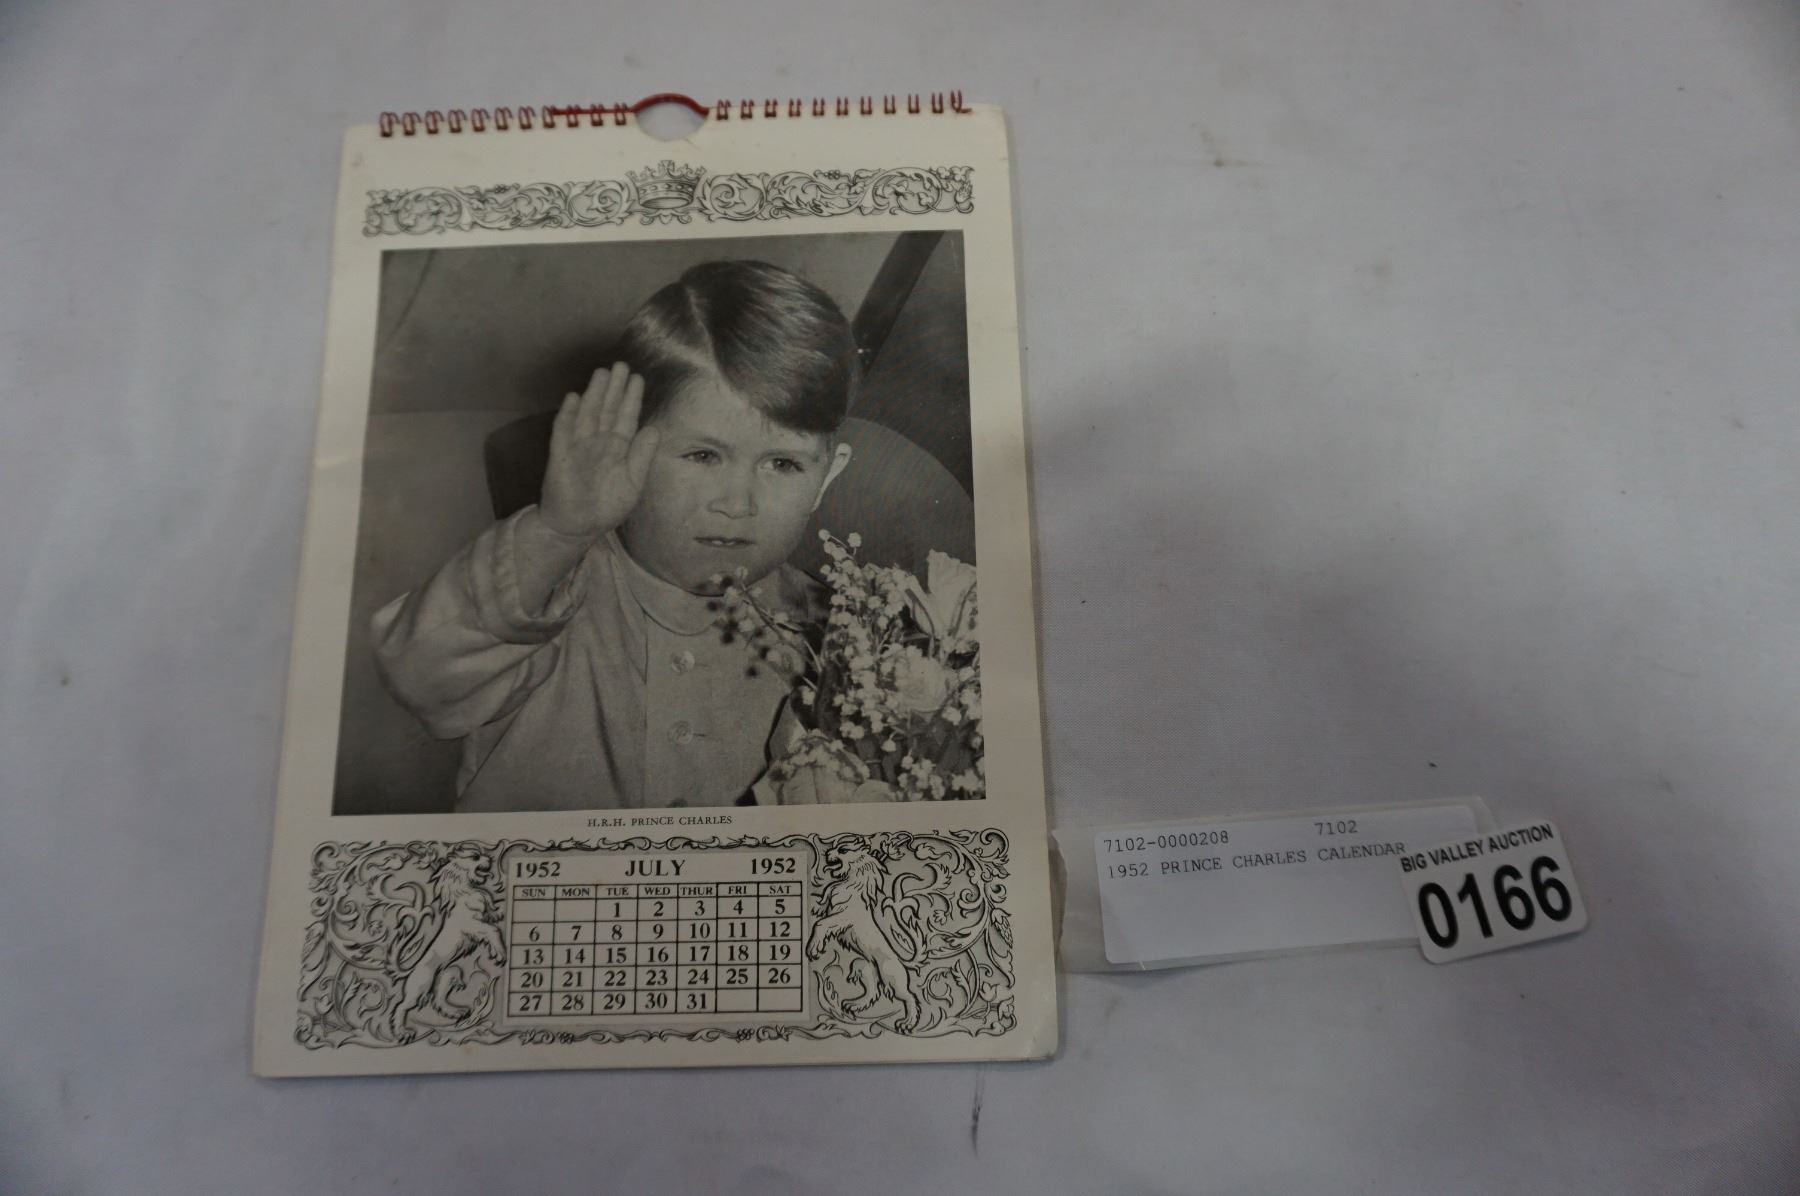 H.R.H. PRINCE CHARLES
1952 JULY 1952
SUN MON TUE WED THUR FRI SAT
1 2 3 4 5
6 7 8 9 10 11 12
13 14 15 16 17 18 19
20 21 22 23 24 25 26
27 28 29 30 31
7102-0000208 7102
1952 PRINCE CHARLES CALENDAR
BIG VALLEY AUCTION
0166